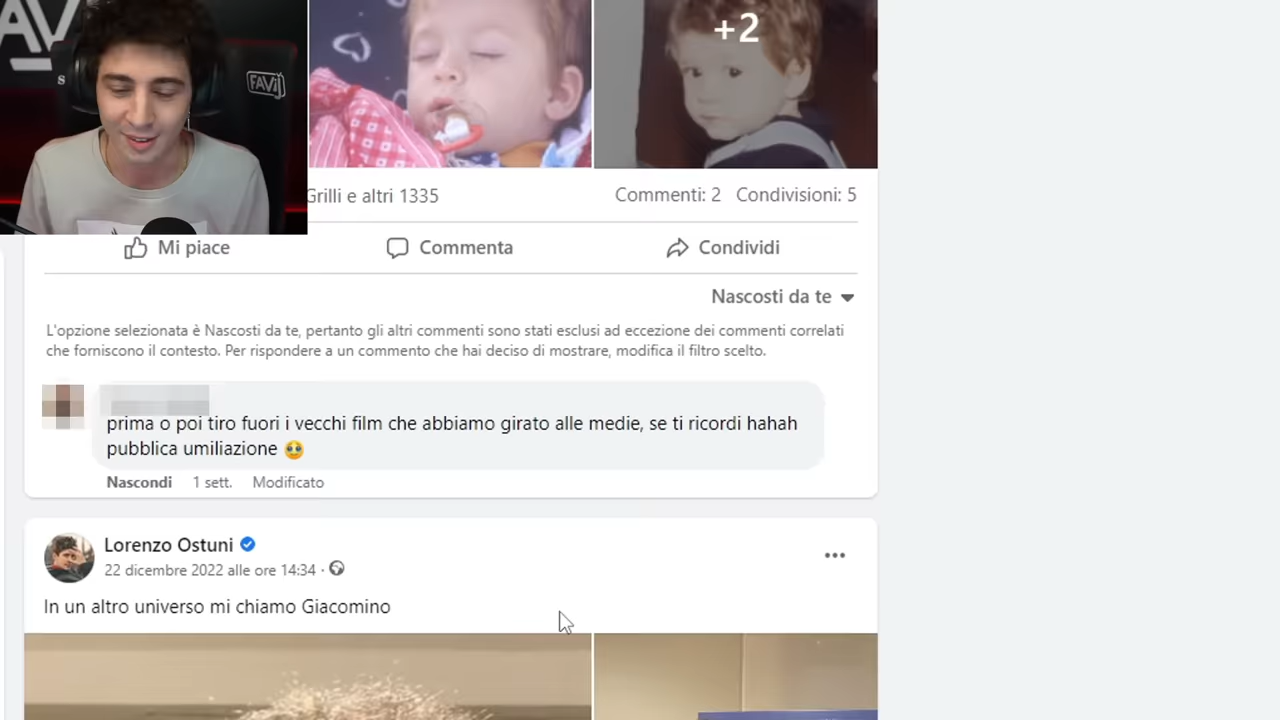 FAVIJ
+2
Grilli e altri 1335
Commenti: 2 Condivisioni: 5
Mi piace
Commenta
Condividi
Nascosti da te
L'opzione selezionata è Nascosti da te, pertanto gli altri commenti sono stati esclusi ad eccezione dei commenti correlati
che forniscono il contesto. Per rispondere a un commento che hai deciso di mostrare, modifica il filtro scelto.
prima o poi tiro fuori i vecchi film che abbiamo girato alle medie, se ti ricordi hahah
pubblica umiliazione 🥹
Nascondi 1 sett. Modificato
Lorenzo Ostuni
22 dicembre 2022 alle ore 14:34 ·
In un altro universo mi chiamo Giacomino